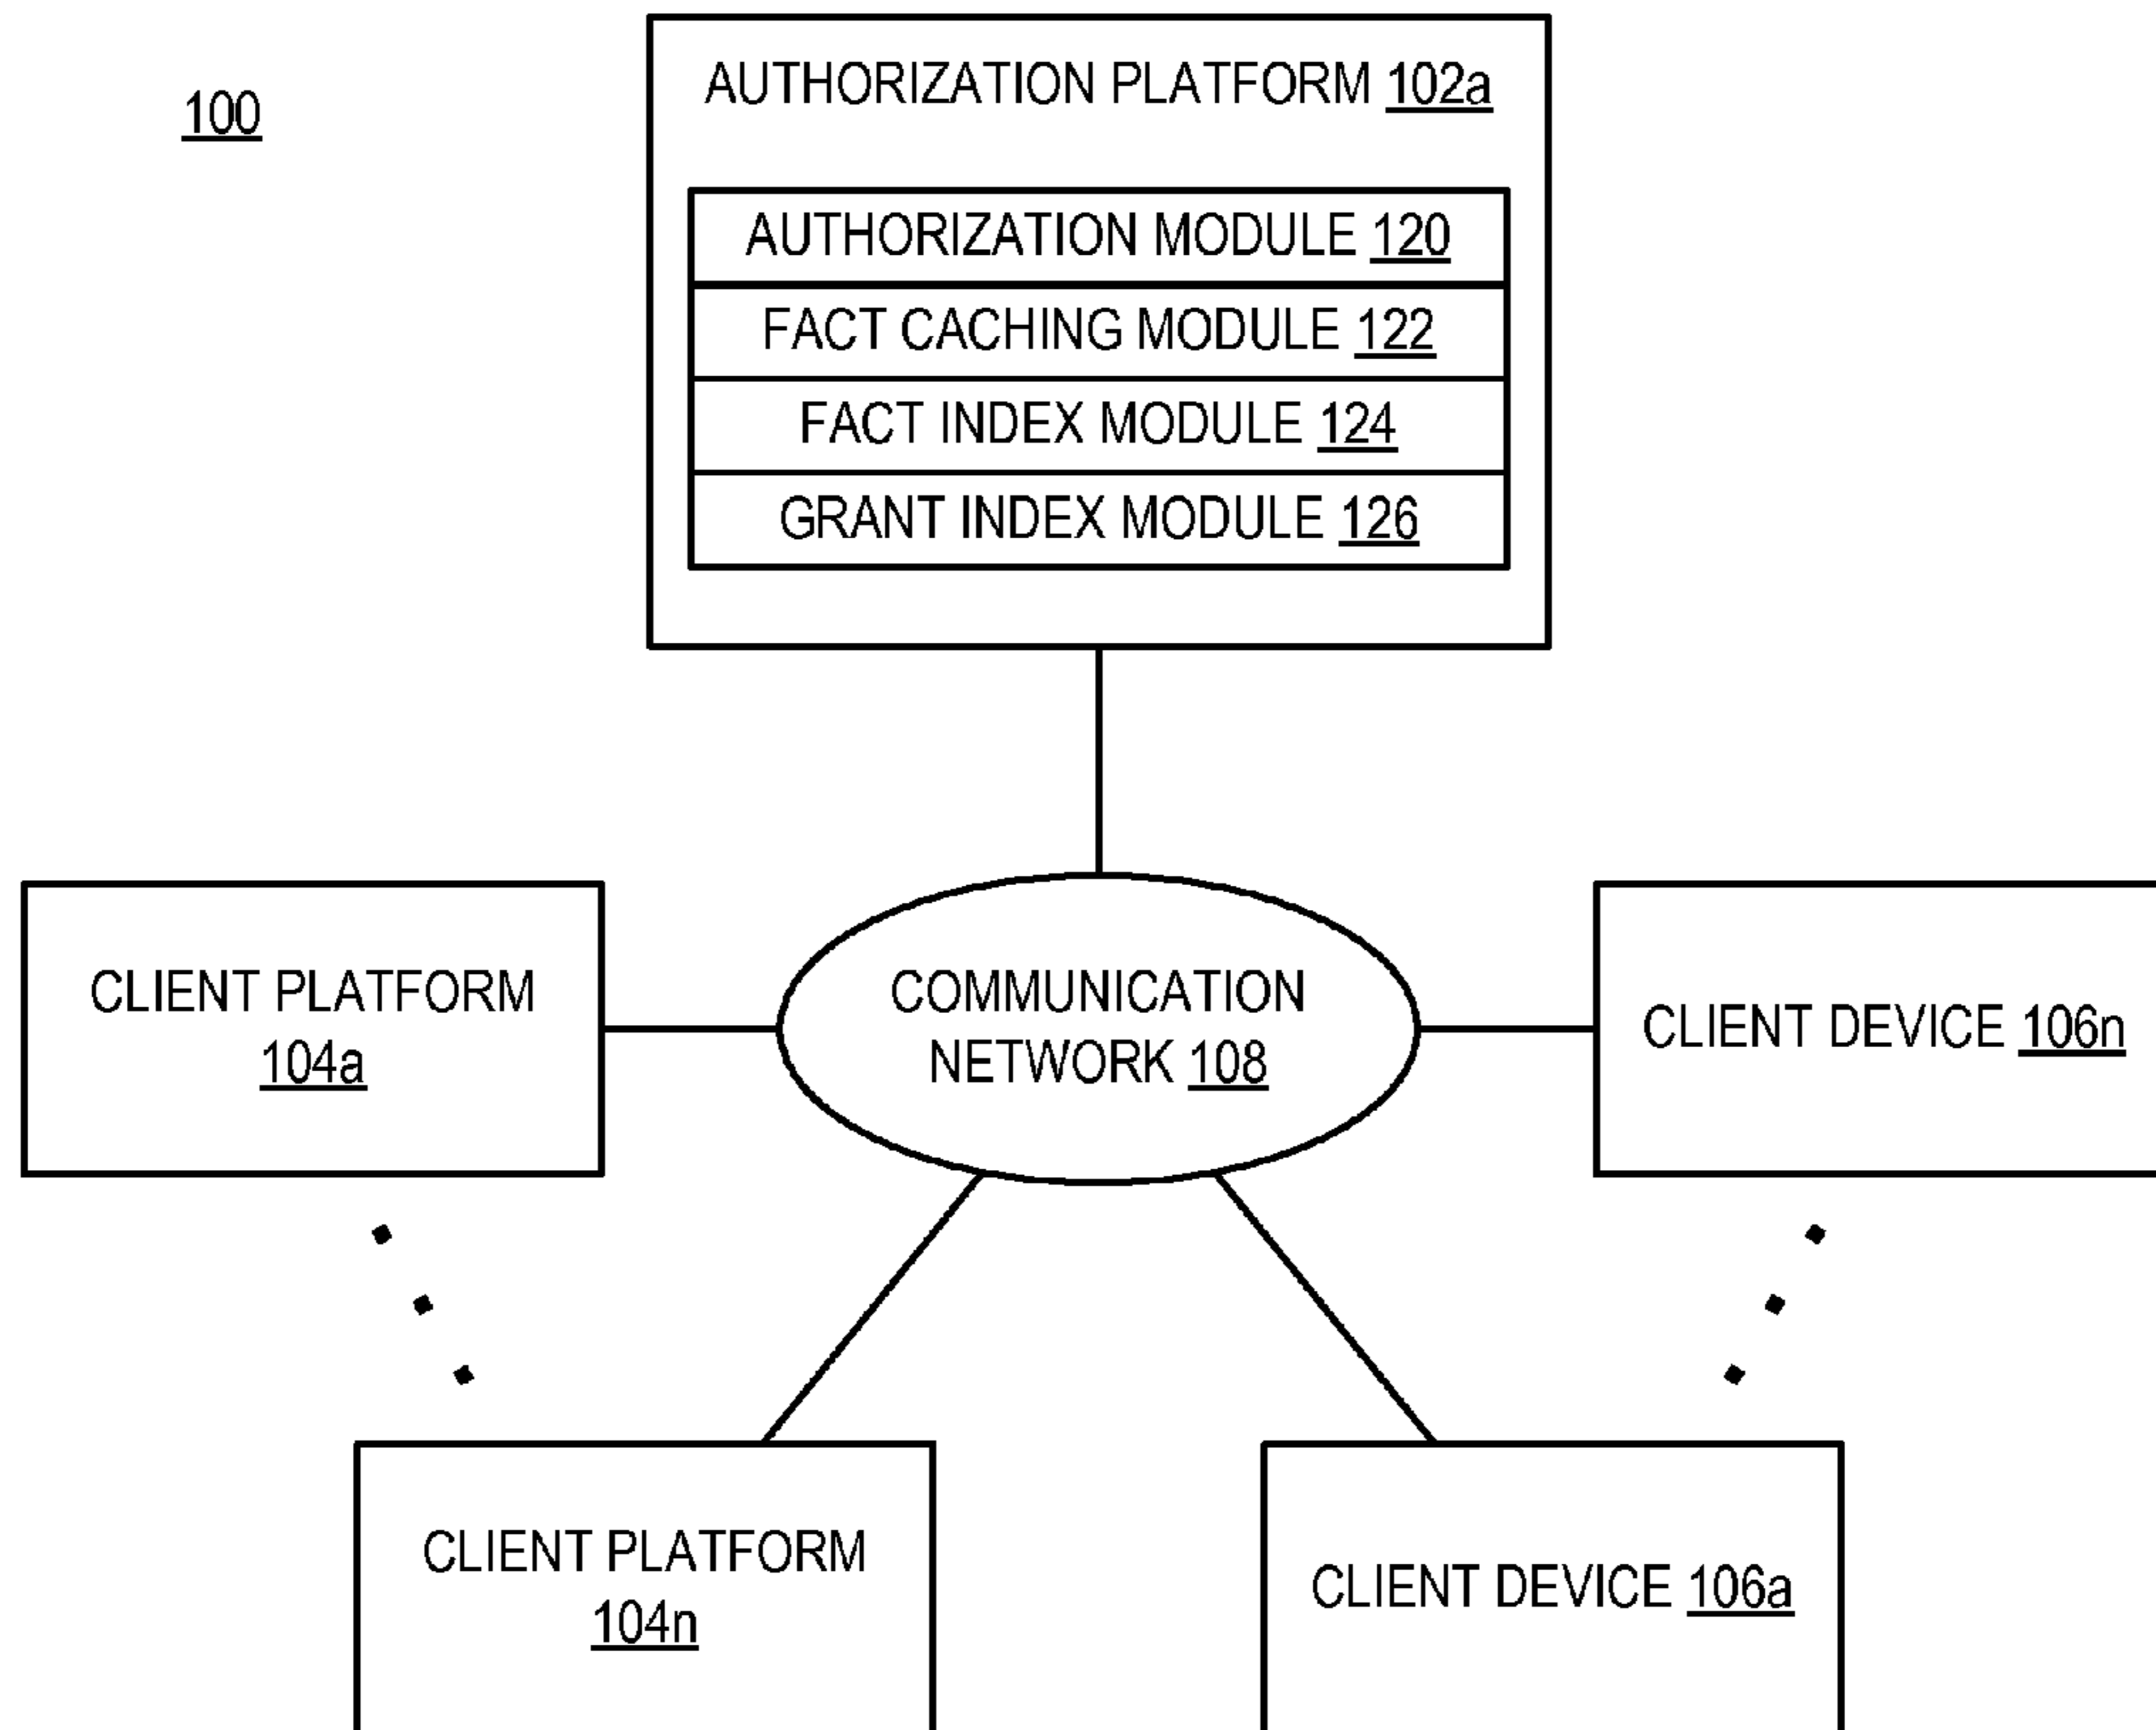 100
AUTHORIZATION PLATFORM 102a
AUTHORIZATION MODULE 120
FACT CACHING MODULE 122
FACT INDEX MODULE 124
GRANT INDEX MODULE 126
CLIENT PLATFORM
104a
COMMUNICATION
NETWORK 108
CLIENT DEVICE 106n
CLIENT PLATFORM
104n
CLIENT DEVICE 106a